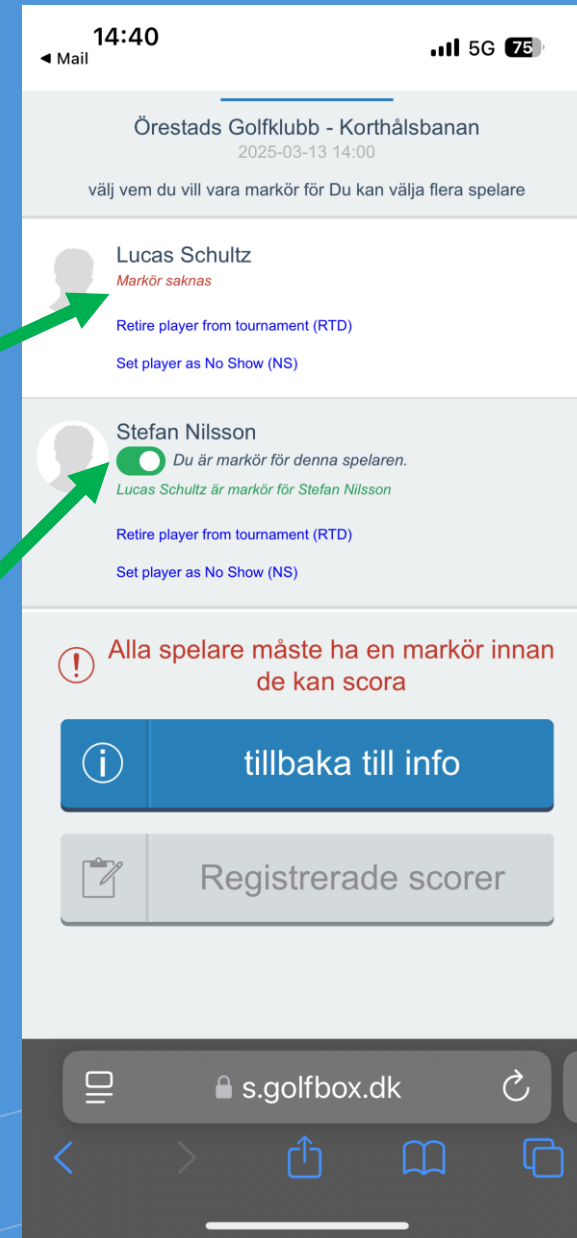 14:40
◀ Mail
5G 75
Örestads Golfklubb - Korthålsbanan
2025-03-13 14:00
välj vem du vill vara markör för Du kan välja flera spelare
Lucas Schultz
Markör saknas
Retire player from tournament (RTD)
Set player as No Show (NS)
Stefan Nilsson
Du är markör för denna spelaren.
Lucas Schultz är markör för Stefan Nilsson
Retire player from tournament (RTD)
Set player as No Show (NS)
Alla spelare måste ha en markör innan
de kan scora
tillbaka till info
Registrerade scorer
s.golfbox.dk